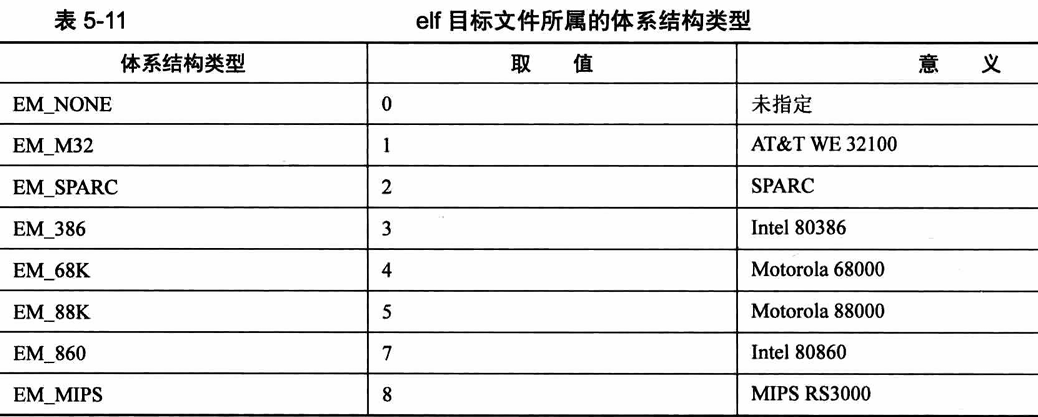 表 5-11 elf 目标文件所属的体系结构类型
体系结构类型 取 值 意 义
EM_NONE 0 未指定
EM_M32 1 AT&T WE 32100
EM_SPARC 2 SPARC
EM_386 3 Intel 80386
EM_68K 4 Motorola 68000
EM_88K 5 Motorola 88000
EM_860 7 Intel 80860
EM_MIPS 8 MIPS RS3000